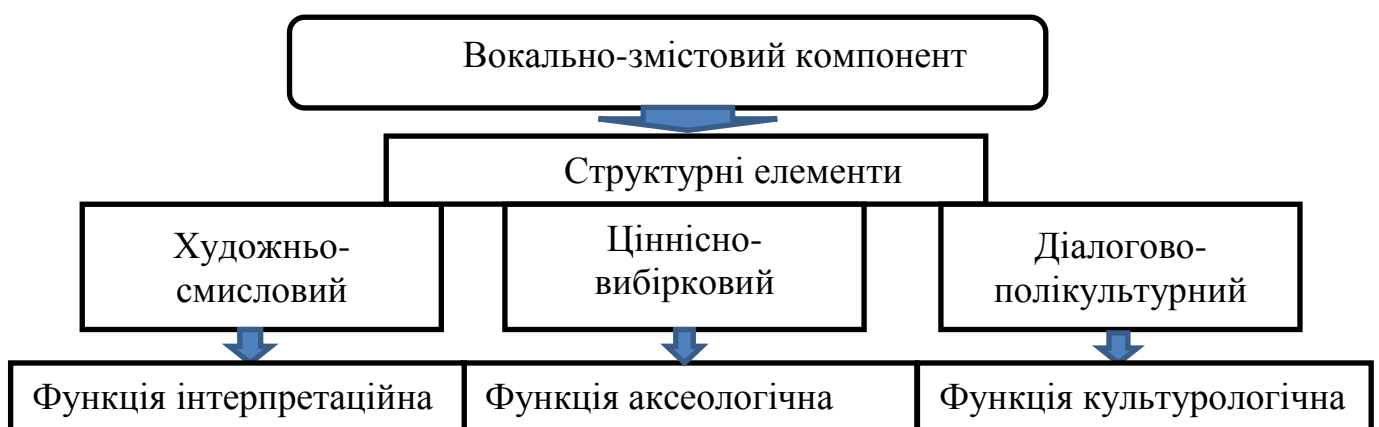 Вокально-змістовий компонент
Структурні елементи
Художньо-
смисловий
Ціннісно-
вибірковий
Діалогово-
полікультурний
Функція інтерпретаційна
Функція аксеологічна
Функція культурологічна